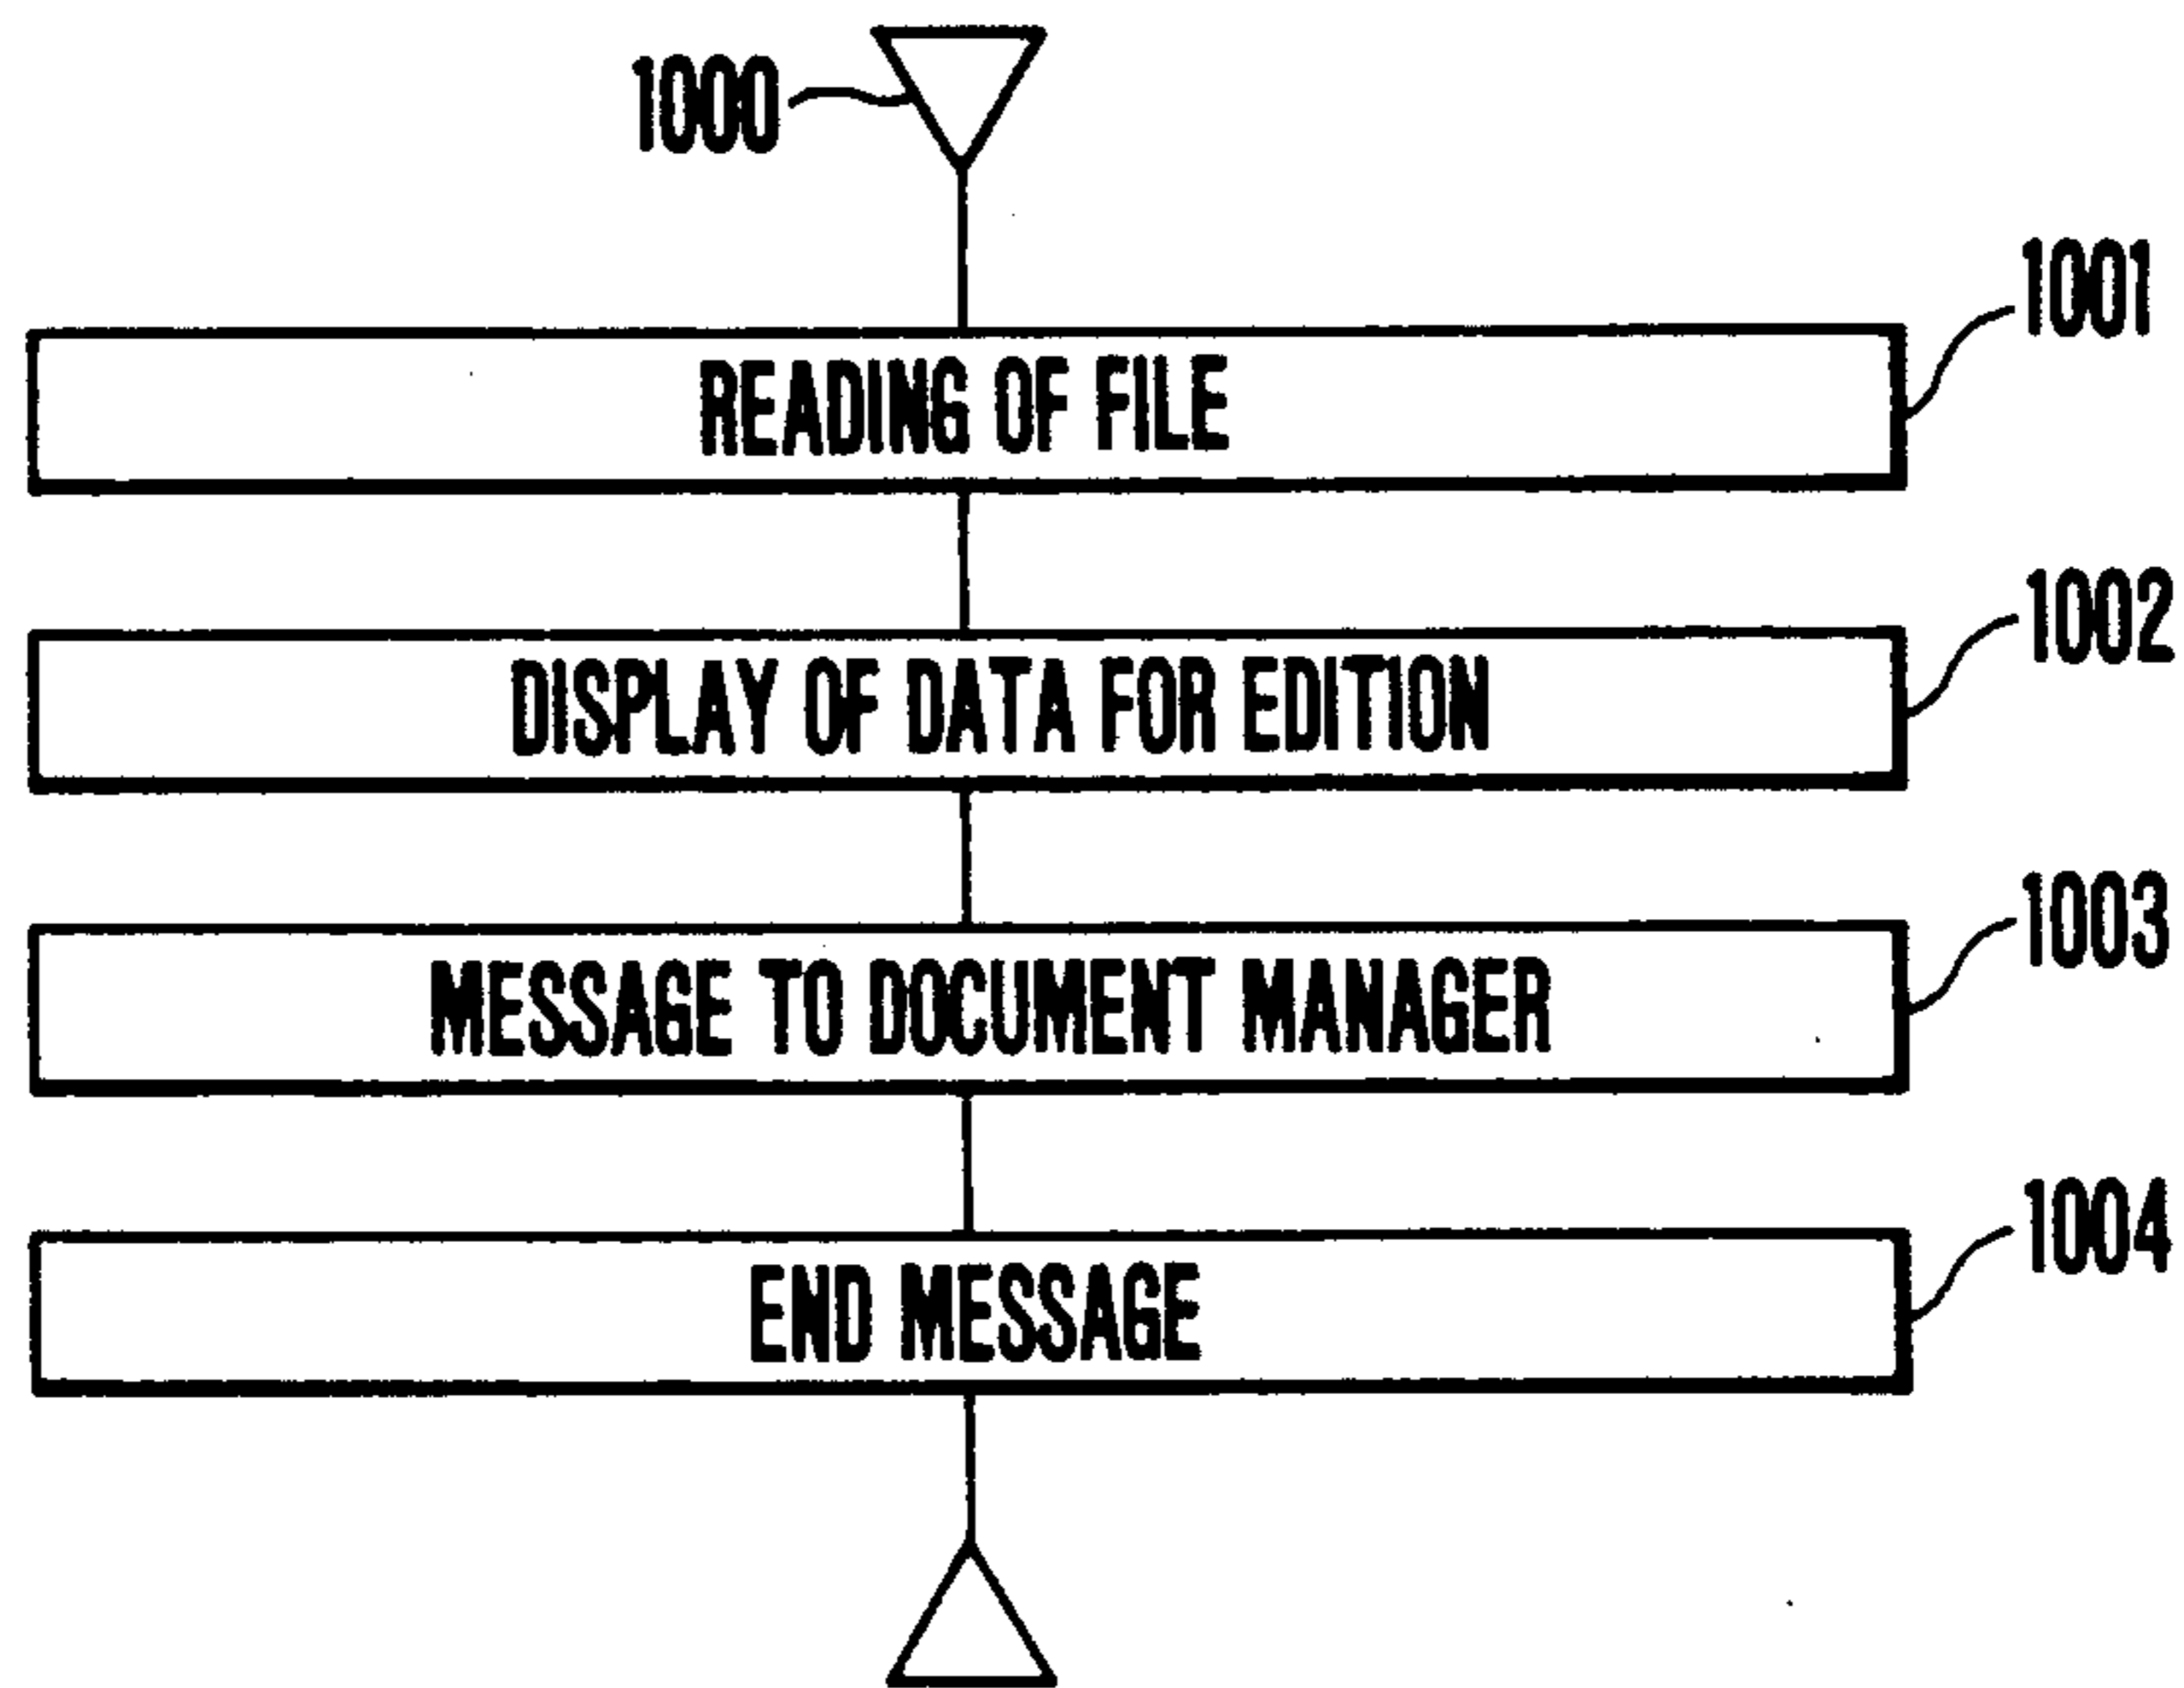 1000
1001
READING OF FILE
1002
DISPLAY OF DATA FOR EDITION
1003
MESSAGE TO DOCUMENT MANAGER
1004
END MESSAGE